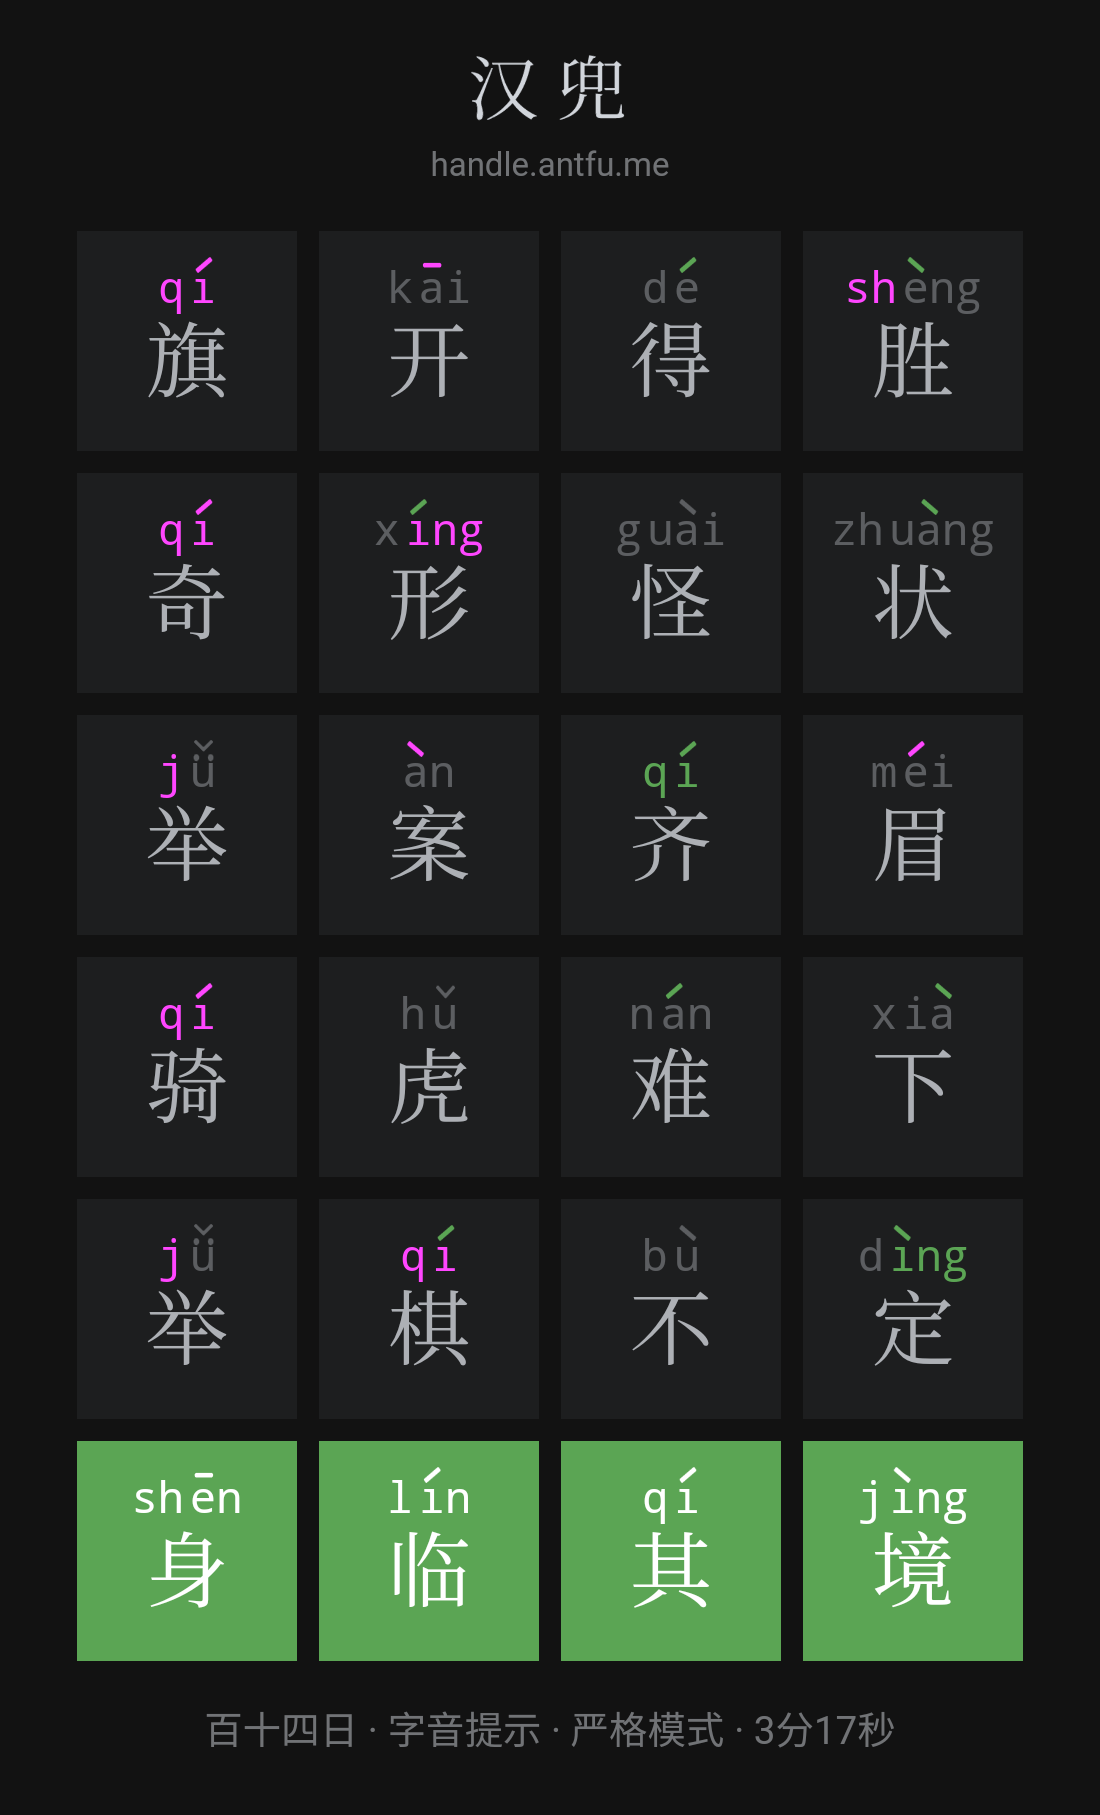 汉兜
handle.antfu.me
qí kāi dé shèng
旗 开 得 胜
qí xíng guài zhuàng
奇 形 怪 状
jǚ àn qí méi
举 案 齐 眉
qí hǔ nán xià
骑 虎 难 下
jǚ qí bù dìng
举 棋 不 定
shēn lín qí jìng
身 临 其 境
百十四日 · 字音提示 · 严格模式 · 3分17秒